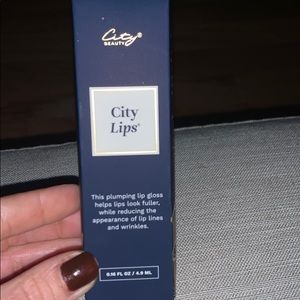 City®
BEAUTY
City
Lips®
This plumping lip gloss
helps lips look fuller,
while reducing the
appearance of lip lines
and wrinkles.
0.16 FL OZ / 4.9 ML